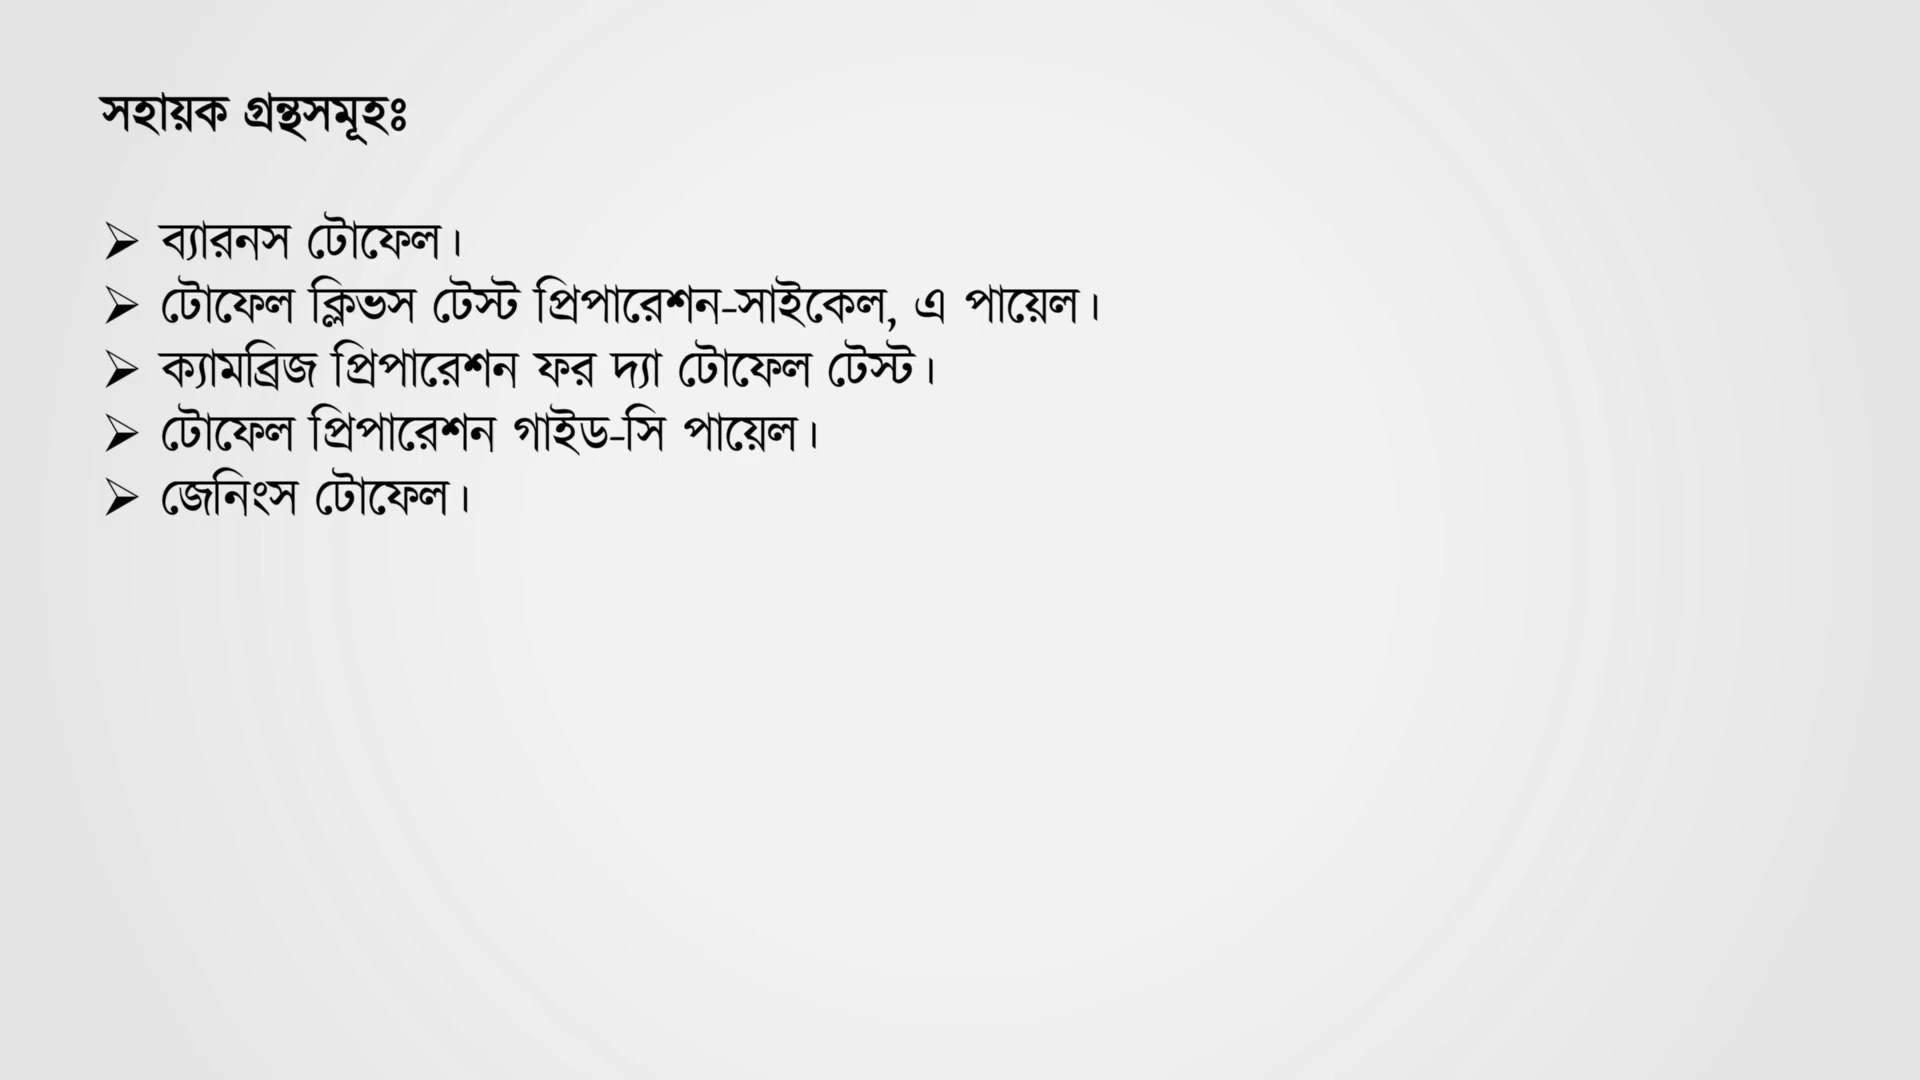 সহায়ক গ্রন্থসমূহঃ
➢ ব্যারনস টোফেল।
➢ টোফেল ক্লিভস টেস্ট প্রিপারেশন-সাইকেল, এ পায়েল।
➢ ক্যামব্রিজ প্রিপারেশন ফর দ্যা টোফেল টেস্ট।
➢ টোফেল প্রিপারেশন গাইড-সি পায়েল।
➢ জেনিংস টোফেল।